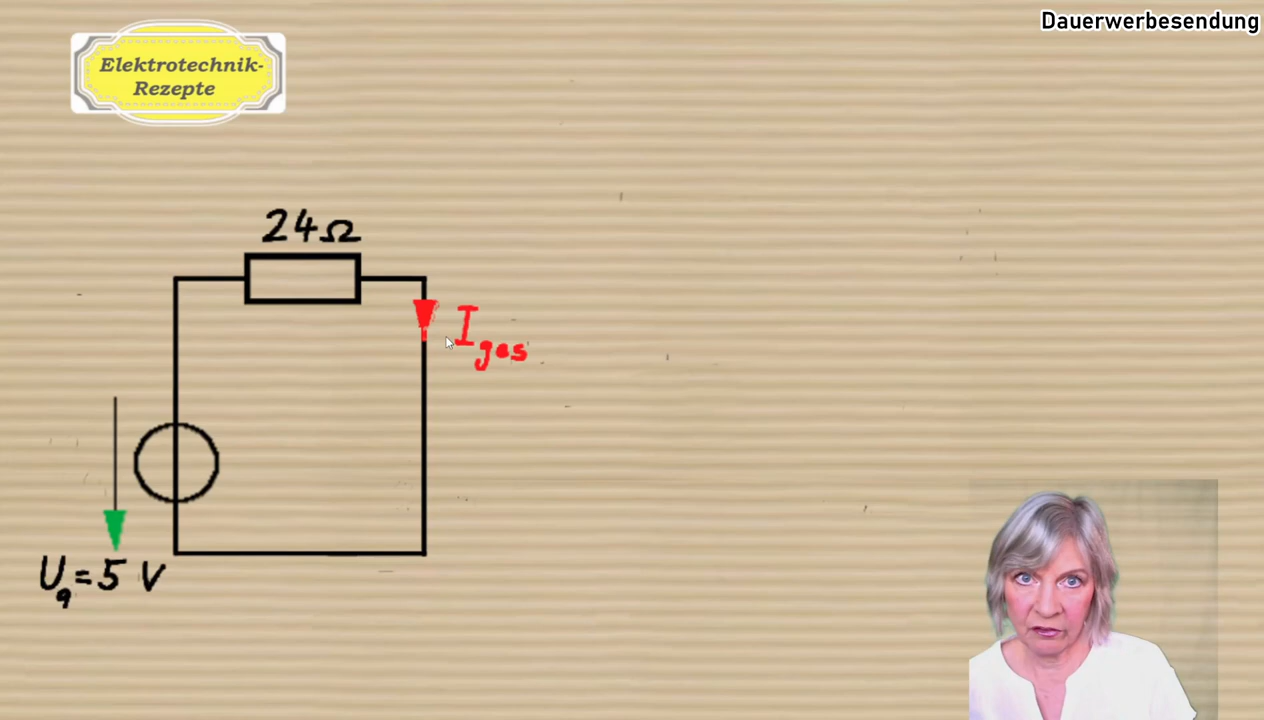 Dauerwerbesendung
Elektrotechnik-
Rezepte
24Ω
I ges
Uq = 5 V